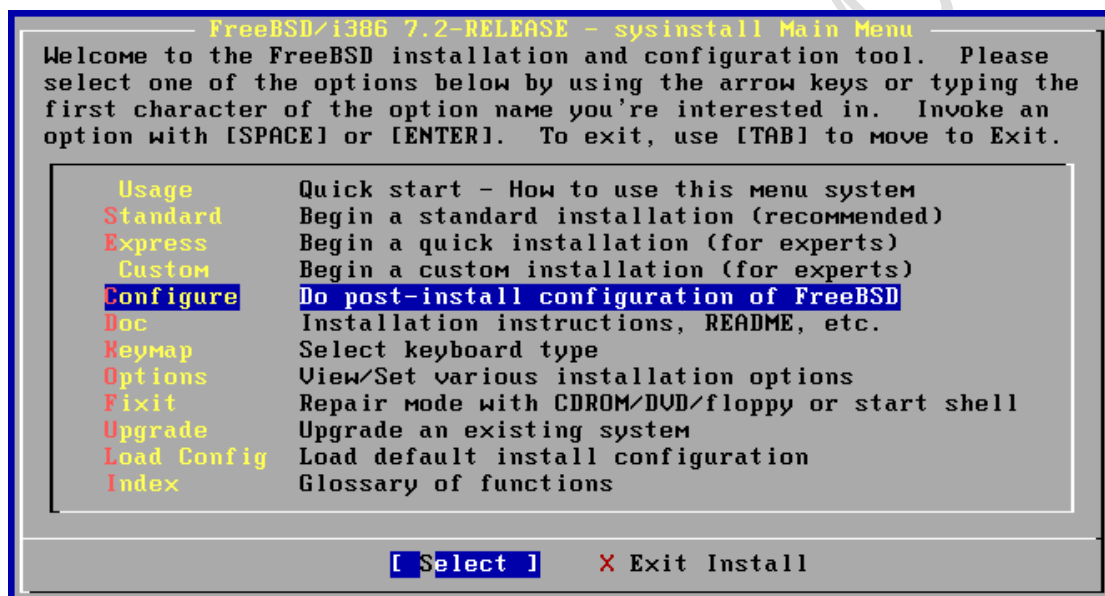 FreeBSD/i386 7.2-RELEASE - sysinstall Main Menu
Welcome to the FreeBSD installation and configuration tool.  Please
select one of the options below by using the arrow keys or typing the
first character of the option name you're interested in.  Invoke an
option with [SPACE] or [ENTER].  To exit, use [TAB] to move to Exit.
Usage Quick start - How to use this menu system
Standard Begin a standard installation (recommended)
Express Begin a quick installation (for experts)
Custom Begin a custom installation (for experts)
Configure Do post-install configuration of FreeBSD
Doc Installation instructions, README, etc.
Keymap Select keyboard type
Options View/Set various installation options
Fixit Repair mode with CDROM/DVD/floppy or start shell
Upgrade Upgrade an existing system
Load Config Load default install configuration
Index Glossary of functions
[ Select ] X Exit Install